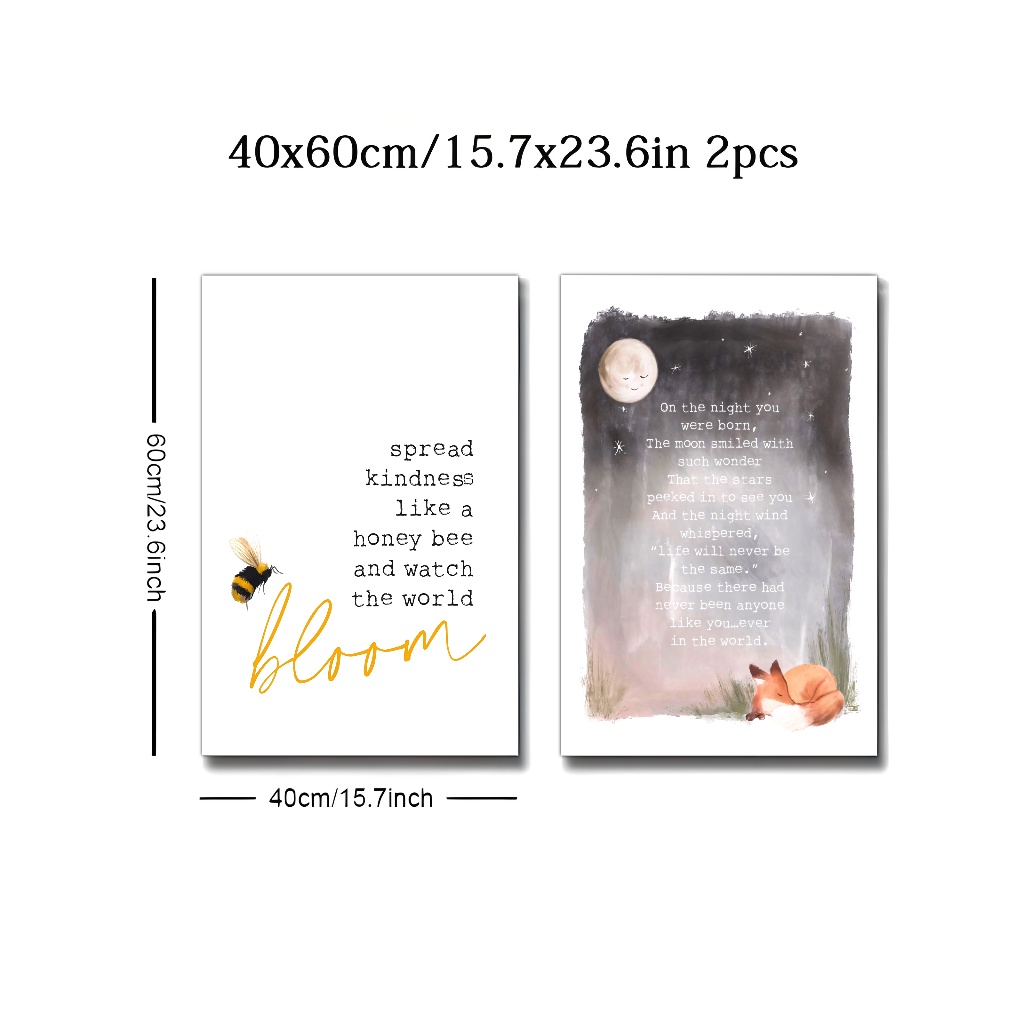 40x60cm/15.7x23.6in 2pcs
60cm/23.6inch
spread
kindness
like a
honey bee
and watch
the world
bloom
40cm/15.7inch
On the night you
were born,
The moon smiled with
such wonder
That the stars
peeked in to see you
And the night wind
whispered,
"life will never be
the same."
Because there had
never been anyone
like you…ever
in the world.